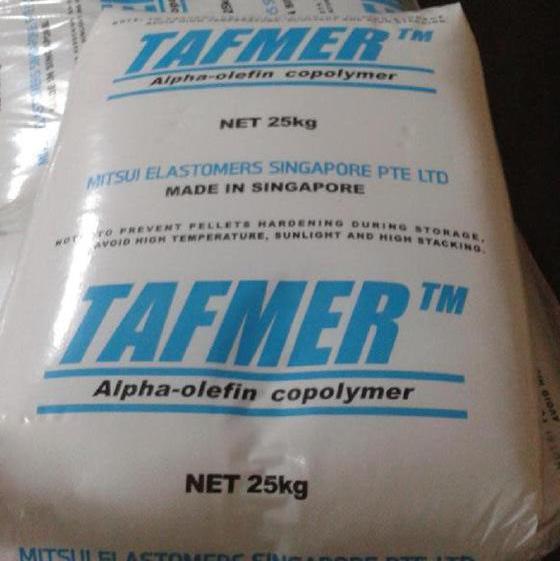 TAFMER™
Alpha-olefin copolymer
NET 25kg
MITSUI ELASTOMERS SINGAPORE PTE LTD
MADE IN SINGAPORE
NOTE: TO PREVENT PELLETS HARDENING DURING STORAGE,
AVOID HIGH TEMPERATURE, SUNLIGHT AND HIGH STACKING.
TAFMER™
Alpha-olefin copolymer
NET 25kg
MITSUI ELASTOMERS SINGAPORE PTE LTD